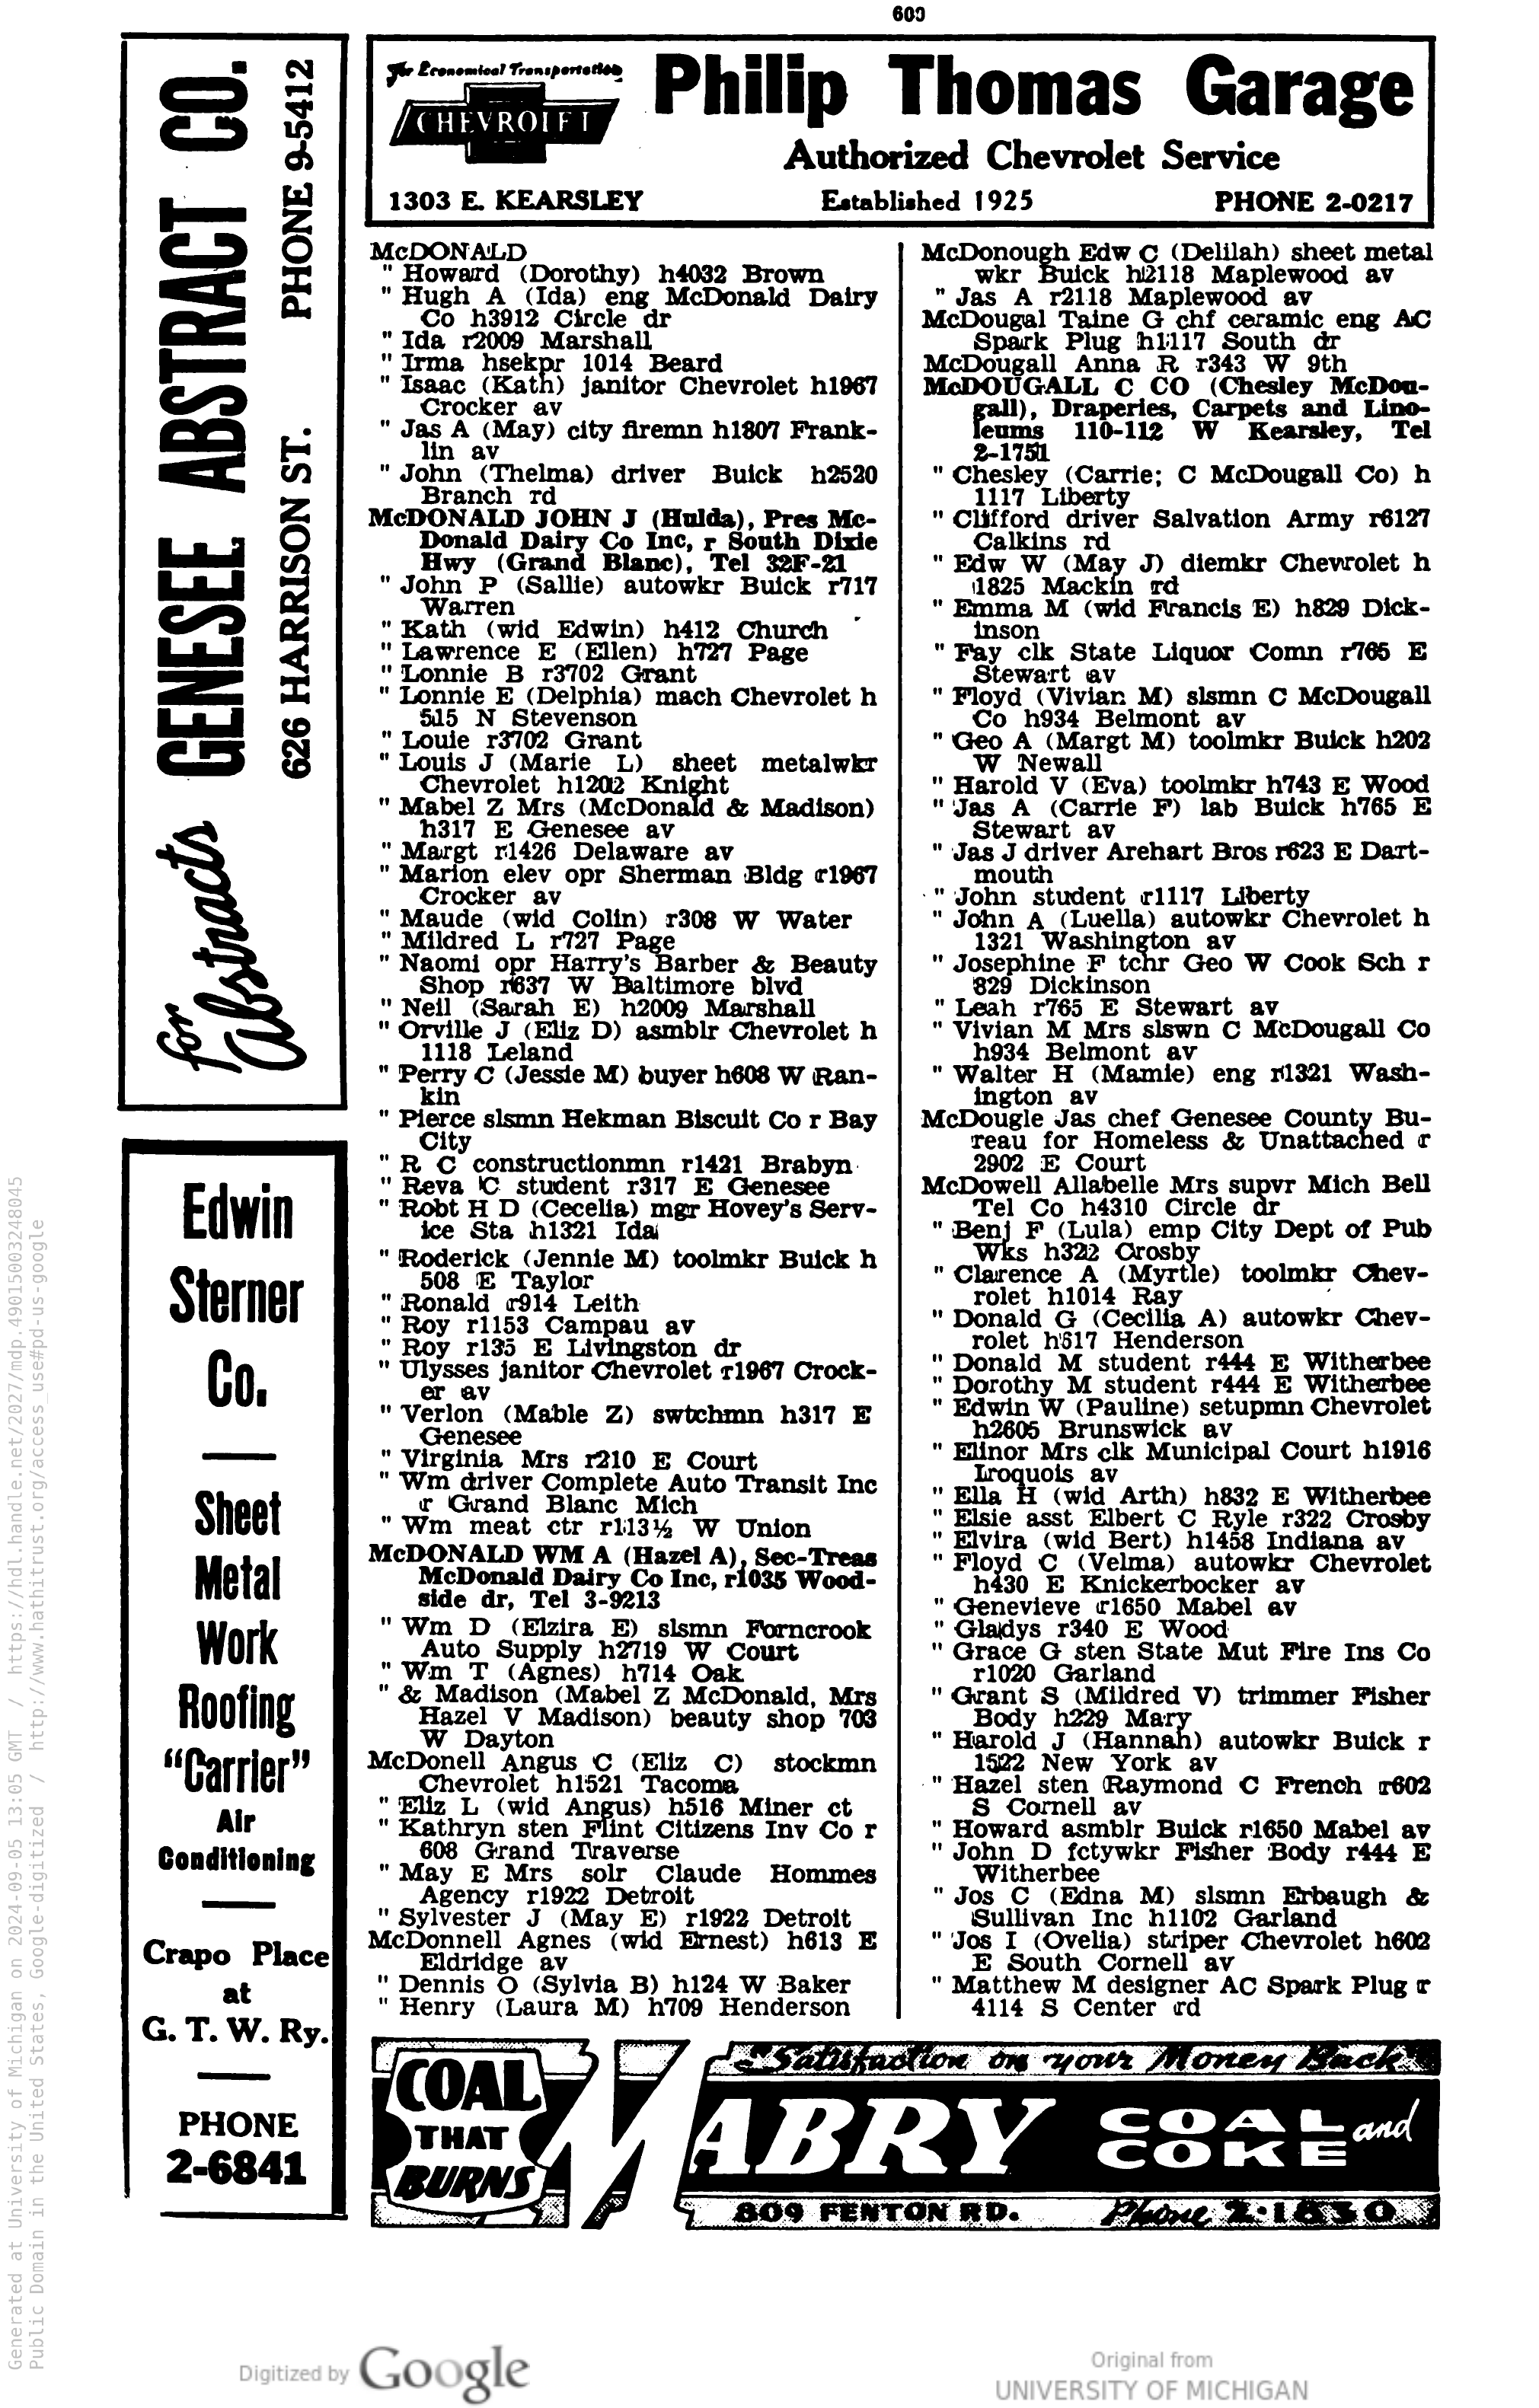 600
For Economical Transportation
CHEVROLET
Philip Thomas Garage
Authorized Chevrolet Service
1303 E. KEARSLEY Established 1925 PHONE 2-0217
for Abstracts GENESEE ABSTRACT CO.
626 HARRISON ST. PHONE 9-5412
Edwin
Sterner
Co.
Sheet
Metal
Work
Roofing
"Carrier"
Air
Conditioning
Crapo Place
at
G. T. W. Ry.
PHONE
2-6841
McDONALD
" Howard (Dorothy) h4032 Brown
" Hugh A (Ida) eng McDonald Dairy
Co h3912 Circle dr
" Ida r2009 Marshall
" Irma hsekpr 1014 Beard
" Isaac (Kath) janitor Chevrolet h1967
Crocker av
" Jas A (May) city firemn h1807 Frank-
lin av
" John (Thelma) driver Buick h2520
Branch rd
McDONALD JOHN J (Hulda), Pres Mc-
Donald Dairy Co Inc, r South Dixie
Hwy (Grand Blanc), Tel 32F-21
" John P (Sallie) autowkr Buick r717
Warren
" Kath (wid Edwin) h412 Church
" Lawrence E (Ellen) h727 Page
" Lonnie B r3702 Grant
" Lonnie E (Delphia) mach Chevrolet h
515 N Stevenson
" Louie r3702 Grant
" Louis J (Marie L) sheet metalwkr
Chevrolet h1202 Knight
" Mabel Z Mrs (McDonald & Madison)
h317 E Genesee av
" Margt r1426 Delaware av
" Marion elev opr Sherman Bldg r1967
Crocker av
" Maude (wid Colin) r308 W Water
" Mildred L r727 Page
" Naomi opr Harry's Barber & Beauty
Shop r637 W Baltimore blvd
" Neil (Sarah E) h2009 Marshall
" Orville J (Eliz D) asmblr Chevrolet h
1118 Leland
" Perry C (Jessie M) buyer h608 W Ran-
kin
" Pierce slsmn Hekman Biscuit Co r Bay
City
" R C constructionmn r1421 Brabyn
" Reva C student r317 E Genesee
" Robt H D (Cecelia) mgr Hovey's Serv-
ice Sta h1321 Ida
" Roderick (Jennie M) toolmkr Buick h
508 E Taylor
" Ronald r914 Leith
" Roy r1153 Campau av
" Roy r135 E Livingston dr
" Ulysses janitor Chevrolet r1967 Crock-
er av
" Verlon (Mable Z) swtchmn h317 E
Genesee
" Virginia Mrs r210 E Court
" Wm driver Complete Auto Transit Inc
r Grand Blanc Mich
" Wm meat ctr r113½ W Union
McDONALD WM A (Hazel A), Sec-Treas
McDonald Dairy Co Inc, r1035 Wood-
side dr, Tel 3-9213
" Wm D (Elzira E) slsmn Forncrook
Auto Supply h2719 W Court
" Wm T (Agnes) h714 Oak
" & Madison (Mabel Z McDonald, Mrs
Hazel V Madison) beauty shop 703
W Dayton
McDonell Angus C (Eliz C) stockmn
Chevrolet h1521 Tacoma
" Eliz L (wid Angus) h516 Miner ct
" Kathryn sten Flint Citizens Inv Co r
608 Grand Traverse
" May E Mrs solr Claude Hommes
Agency r1922 Detroit
" Sylvester J (May E) r1922 Detroit
McDonnell Agnes (wid Ernest) h613 E
Eldridge av
" Dennis O (Sylvia B) h124 W Baker
" Henry (Laura M) h709 Henderson
McDonough Edw C (Delilah) sheet metal
wkr Buick h2118 Maplewood av
" Jas A r2118 Maplewood av
McDougal Taine G chf ceramic eng AC
Spark Plug h1117 South dr
McDougall Anna R r343 W 9th
McDOUGALL C CO (Chesley McDou-
gall), Draperies, Carpets and Lino-
leums 110-112 W Kearsley, Tel
2-1751
" Chesley (Carrie; C McDougall Co) h
1117 Liberty
" Clifford driver Salvation Army r6127
Calkins rd
" Edw W (May J) diemkr Chevrolet h
1825 Mackin rd
" Emma M (wid Francis E) h829 Dick-
inson
" Fay clk State Liquor Comn r765 E
Stewart av
" Floyd (Vivian M) slsmn C McDougall
Co h934 Belmont av
" Geo A (Margt M) toolmkr Buick h202
W Newall
" Harold V (Eva) toolmkr h743 E Wood
" Jas A (Carrie F) lab Buick h765 E
Stewart av
" Jas J driver Arehart Bros r623 E Dart-
mouth
" John student r1117 Liberty
" John A (Luella) autowkr Chevrolet h
1321 Washington av
" Josephine F tchr Geo W Cook Sch r
829 Dickinson
" Leah r765 E Stewart av
" Vivian M Mrs slswn C McDougall Co
h934 Belmont av
" Walter H (Mamie) eng r1321 Wash-
ington av
McDougle Jas chef Genesee County Bu-
reau for Homeless & Unattached r
2902 E Court
McDowell Allabelle Mrs supvr Mich Bell
Tel Co h4310 Circle dr
" Benj F (Lula) emp City Dept of Pub
Wks h322 Crosby
" Clarence A (Myrtle) toolmkr Chev-
rolet h1014 Ray
" Donald G (Cecilia A) autowkr Chev-
rolet h617 Henderson
" Donald M student r444 E Witherbee
" Dorothy M student r444 E Witherbee
" Edwin W (Pauline) setupmn Chevrolet
h2605 Brunswick av
" Elinor Mrs clk Municipal Court h1916
Iroquois av
" Ella H (wid Arth) h832 E Witherbee
" Elsie asst Elbert C Ryle r322 Crosby
" Elvira (wid Bert) h1458 Indiana av
" Floyd C (Velma) autowkr Chevrolet
h430 E Knickerbocker av
" Genevieve r1650 Mabel av
" Gladys r340 E Wood
" Grace G sten State Mut Fire Ins Co
r1020 Garland
" Grant S (Mildred V) trimmer Fisher
Body h229 Mary
" Harold J (Hannah) autowkr Buick r
1522 New York av
" Hazel sten Raymond C French r602
S Cornell av
" Howard asmblr Buick r1650 Mabel av
" John D fctywkr Fisher Body r444 E
Witherbee
" Jos C (Edna M) slsmn Erbaugh &
Sullivan Inc h1102 Garland
" Jos I (Ovelia) striper Chevrolet h602
E South Cornell av
" Matthew M designer AC Spark Plug r
4114 S Center rd
COAL
THAT
BURNS
"Satisfaction or your Money Back"
MABRY COAL and COKE
809 FENTON RD. Phone 2-1830
Generated at University of Michigan on 2024-09-05 13:05 GMT / https://hdl.handle.net/2027/mdp.49015003248045
Public Domain in the United States, Google-digitized / http://www.hathitrust.org/access_use#pd-us-google
Digitized by Google
Original from
UNIVERSITY OF MICHIGAN